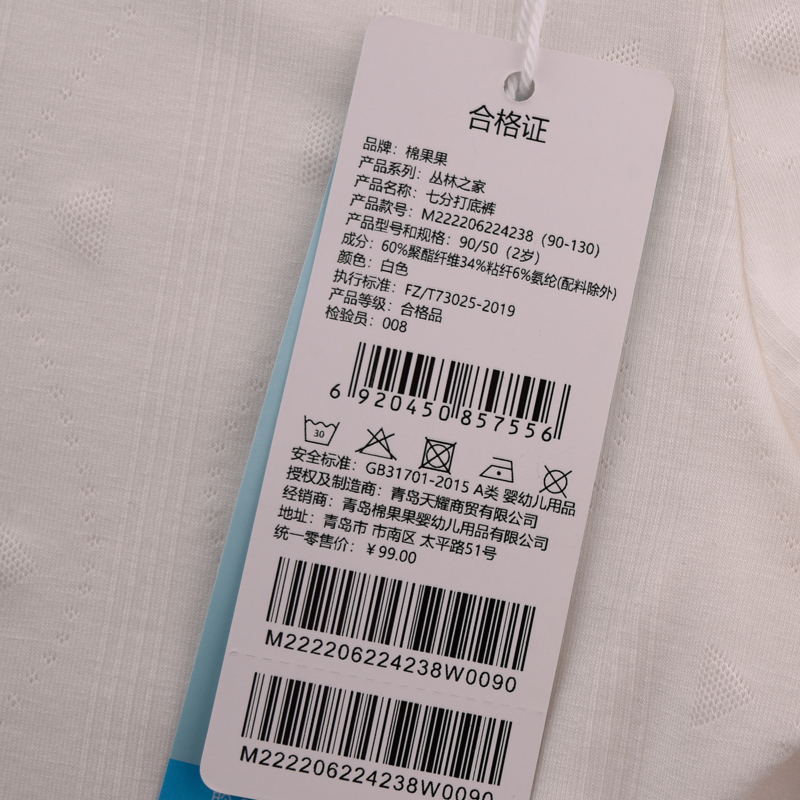 合格证
品牌：棉果果
产品系列：丛林之家
产品名称：七分打底裤
产品款号：M222206224238（90-130）
产品型号和规格：90/50（2岁）
成分：60%聚酯纤维34%粘纤6%氨纶(配料除外)
颜色：白色
执行标准：FZ/T73025-2019
产品等级：合格品
检验员：008
6 920450 857556
30
安全标准：GB31701-2015 A类 婴幼儿用品
授权及制造商：青岛天耀商贸有限公司
经销商：青岛棉果果婴幼儿用品有限公司
地址：青岛市 市南区 太平路51号
统一零售价：￥99.00
M222206224238W0090
M222206224238W0090